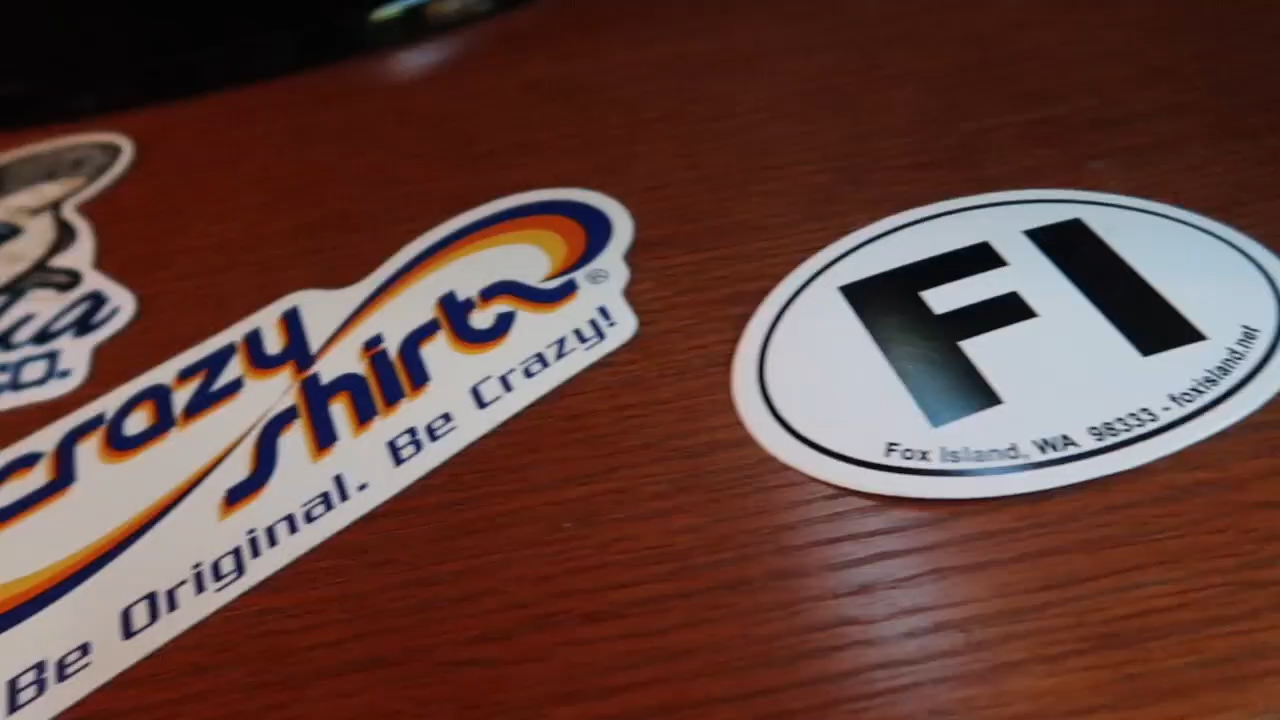 crazy
shirts®
Be Original. Be Crazy!
FI
Fox Island, WA 98333 - foxisland.net